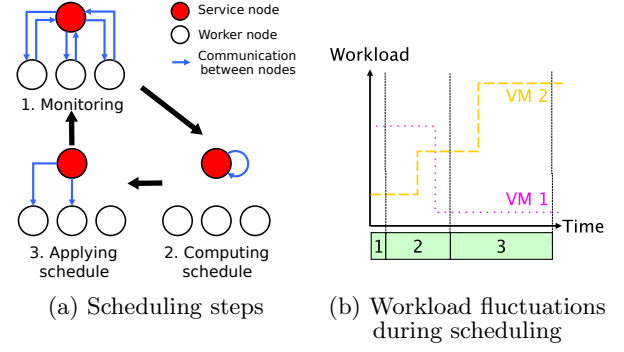 Service node
Worker node
Communication
between nodes
1. Monitoring
3. Applying
schedule
2. Computing
schedule
(a) Scheduling steps
Workload
VM 2
VM 1
Time
1 2 3
(b) Workload fluctuations
during scheduling